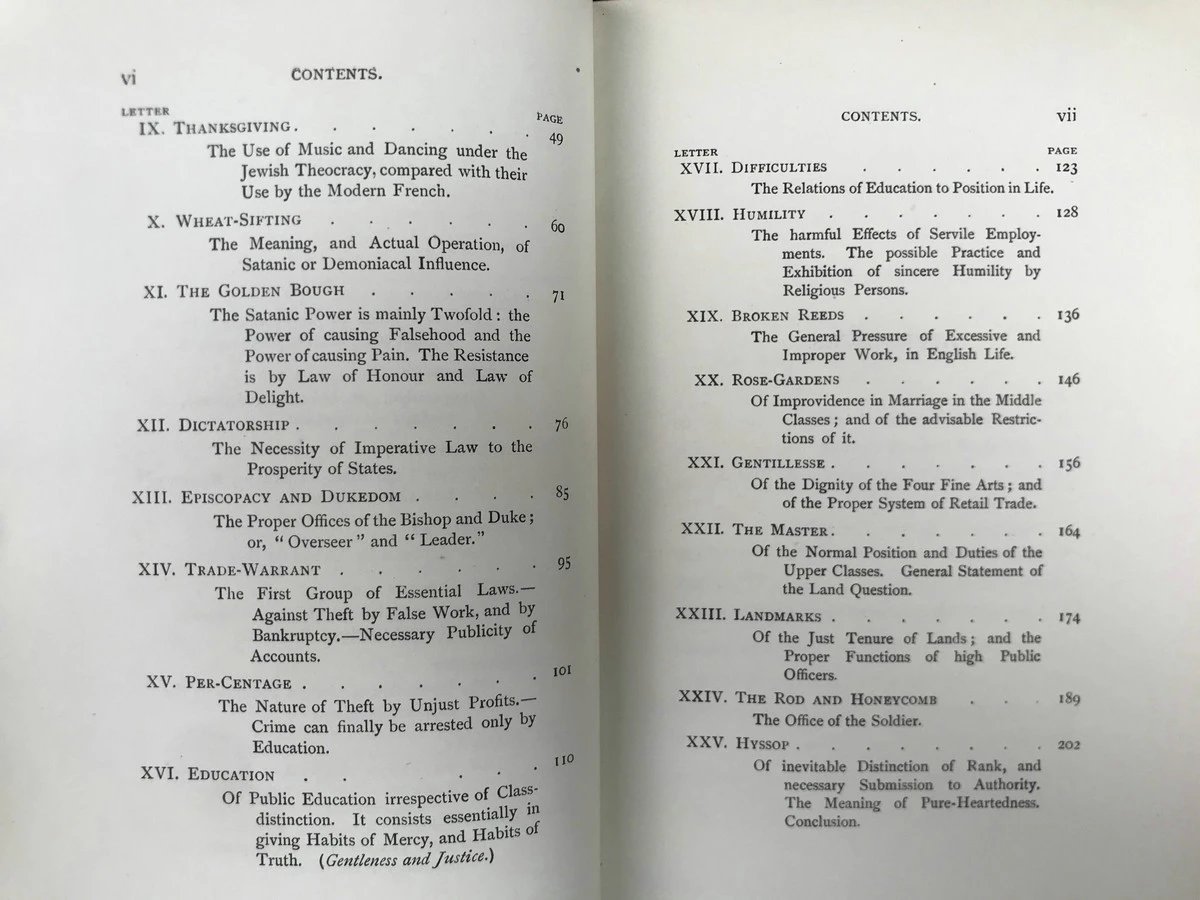 vi CONTENTS.
LETTER PAGE
IX. THANKSGIVING. . . . . . . 49
The Use of Music and Dancing under the
Jewish Theocracy, compared with their
Use by the Modern French.
X. WHEAT-SIFTING . . . . . . 60
The Meaning, and Actual Operation, of
Satanic or Demoniacal Influence.
XI. THE GOLDEN BOUGH . . . . . 71
The Satanic Power is mainly Twofold: the
Power of causing Falsehood and the
Power of causing Pain. The Resistance
is by Law of Honour and Law of
Delight.
XII. DICTATORSHIP . . . . . . . 76
The Necessity of Imperative Law to the
Prosperity of States.
XIII. EPISCOPACY AND DUKEDOM . . . . 85
The Proper Offices of the Bishop and Duke;
or, "Overseer" and "Leader."
XIV. TRADE-WARRANT . . . . . . 95
The First Group of Essential Laws.—
Against Theft by False Work, and by
Bankruptcy.—Necessary Publicity of
Accounts.
XV. PER-CENTAGE . . . . . . . 101
The Nature of Theft by Unjust Profits.—
Crime can finally be arrested only by
Education.
XVI. EDUCATION . . . . . 110
Of Public Education irrespective of Class-
distinction. It consists essentially in
giving Habits of Mercy, and Habits of
Truth. (Gentleness and Justice.)
CONTENTS. vii
LETTER PAGE
XVII. DIFFICULTIES . . . . . . 123
The Relations of Education to Position in Life.
XVIII. HUMILITY . . . . . . . 128
The harmful Effects of Servile Employ-
ments. The possible Practice and
Exhibition of sincere Humility by
Religious Persons.
XIX. BROKEN REEDS . . . . . . 136
The General Pressure of Excessive and
Improper Work, in English Life.
XX. ROSE-GARDENS . . . . . . 146
Of Improvidence in Marriage in the Middle
Classes; and of the advisable Restric-
tions of it.
XXI. GENTILLESSE . . . . . . . 156
Of the Dignity of the Four Fine Arts; and
of the Proper System of Retail Trade.
XXII. THE MASTER . . . . . . . 164
Of the Normal Position and Duties of the
Upper Classes. General Statement of
the Land Question.
XXIII. LANDMARKS . . . . . . . 174
Of the Just Tenure of Lands; and the
Proper Functions of high Public
Officers.
XXIV. THE ROD AND HONEYCOMB . . . 189
The Office of the Soldier.
XXV. HYSSOP . . . . . . . . 202
Of inevitable Distinction of Rank, and
necessary Submission to Authority.
The Meaning of Pure-Heartedness.
Conclusion.